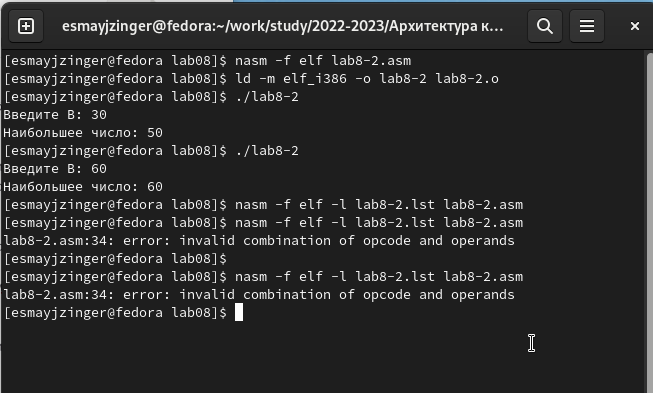 esmayjzinger@fedora:~/work/study/2022-2023/Архитектура к...
[esmayjzinger@fedora lab08]$ nasm -f elf lab8-2.asm
[esmayjzinger@fedora lab08]$ ld -m elf_i386 -o lab8-2 lab8-2.o
[esmayjzinger@fedora lab08]$ ./lab8-2
Введите B: 30
Наибольшее число: 50
[esmayjzinger@fedora lab08]$ ./lab8-2
Введите B: 60
Наибольшее число: 60
[esmayjzinger@fedora lab08]$ nasm -f elf -l lab8-2.lst lab8-2.asm
[esmayjzinger@fedora lab08]$ nasm -f elf -l lab8-2.lst lab8-2.asm
lab8-2.asm:34: error: invalid combination of opcode and operands
[esmayjzinger@fedora lab08]$
[esmayjzinger@fedora lab08]$ nasm -f elf -l lab8-2.lst lab8-2.asm
lab8-2.asm:34: error: invalid combination of opcode and operands
[esmayjzinger@fedora lab08]$